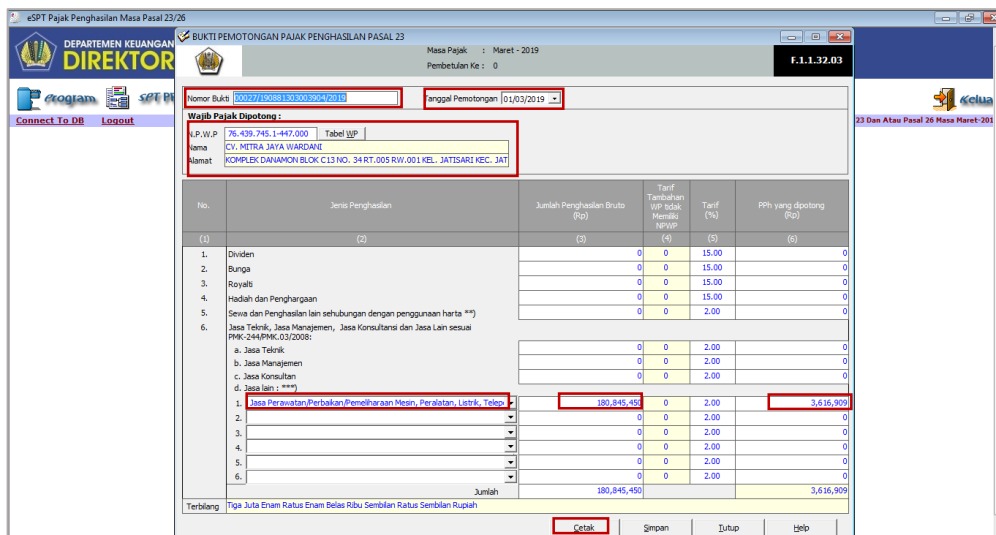 eSPT Pajak Penghasilan Masa Pasal 23/26
DEPARTEMEN KEUANGAN
DIREKTOR
Program
SPT
Keluar
Connect To DB Logout
23 Dan Atau Pasal 26 Masa Maret-201
BUKTI PEMOTONGAN PAJAK PENGHASILAN PASAL 23
Masa Pajak : Maret - 2019
Pembetulan Ke : 0
F.1.1.32.03
Nomor Bukti 00027/190881303003904/2019 Tanggal Pemotongan 01/03/2019
Wajib Pajak Dipotong :
N.P.W.P 76.439.745.1-447.000 Tabel WP
Nama CV. MITRA JAYA WARDANI
Alamat KOMPLEK DANAMON BLOK C13 NO. 34 RT.005 RW.001 KEL. JATISARI KEC. JAT
No. Jenis Penghasilan Jumlah Penghasilan Bruto (Rp) Tarif Tambahan WP tidak Memiliki NPWP Tarif (%) PPh yang dipotong (Rp)
(1) (2) (3) (4) (5) (6)
1. Dividen 0 0 15.00 0
2. Bunga 0 0 15.00 0
3. Royalti 0 0 15.00 0
4. Hadiah dan Penghargaan 0 0 15.00 0
5. Sewa dan Penghasilan lain sehubungan dengan penggunaan harta **) 0 0 2.00 0
6. Jasa Teknik, Jasa Manajemen, Jasa Konsultansi dan Jasa Lain sesuai
PMK-244/PMK.03/2008:
a. Jasa Teknik 0 0 2.00 0
b. Jasa Manajemen 0 0 2.00 0
c. Jasa Konsultan 0 0 2.00 0
d. Jasa lain : ***)
1. Jasa Perawatan/Perbaikan/Pemeliharaan Mesin, Peralatan, Listrik, Telep 180,845,450 0 2.00 3,616,909
2. 0 0 2.00 0
3. 0 0 2.00 0
4. 0 0 2.00 0
5. 0 0 2.00 0
6. 0 0 2.00 0
Jumlah 180,845,450 3,616,909
Terbilang Tiga Juta Enam Ratus Enam Belas Ribu Sembilan Ratus Sembilan Rupiah
Cetak Simpan Tutup Help